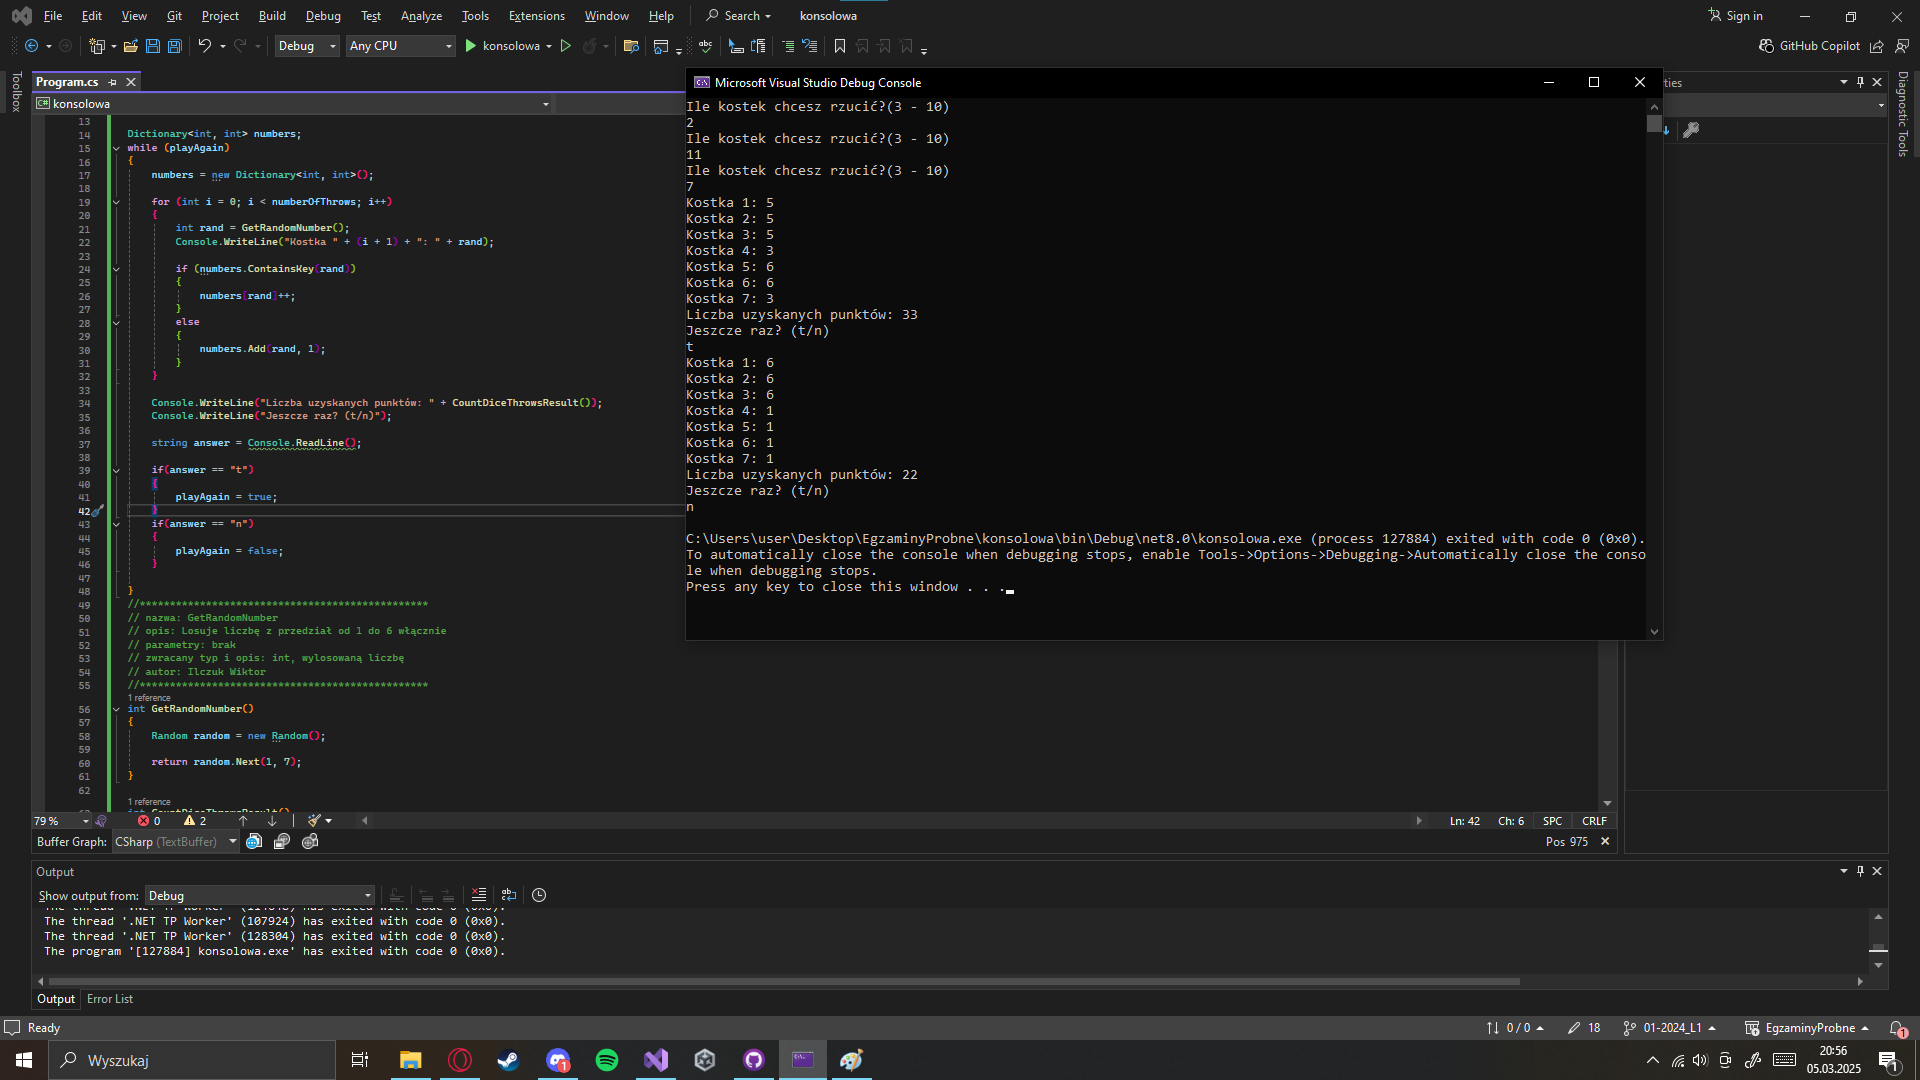 File Edit View Git Project Build Debug Test Analyze Tools Extensions Window Help Search konsolowa Sign in
Debug Any CPU konsolowa GitHub Copilot
Toolbox
Program.cs
konsolowa
13
14 Dictionary<int, int> numbers;
15 while (playAgain)
16 {
17 numbers = new Dictionary<int, int>();
18
19 for (int i = 0; i < numberOfThrows; i++)
20 {
21 int rand = GetRandomNumber();
22 Console.WriteLine("Kostka " + (i + 1) + ": " + rand);
23
24 if (numbers.ContainsKey(rand))
25 {
26 numbers[rand]++;
27 }
28 else
29 {
30 numbers.Add(rand, 1);
31 }
32 }
33
34 Console.WriteLine("Liczba uzyskanych punktów: " + CountDiceThrowsResult());
35 Console.WriteLine("Jeszcze raz? (t/n)");
36
37 string answer = Console.ReadLine();
38
39 if(answer == "t")
40 {
41 playAgain = true;
42 }
43 if(answer == "n")
44 {
45 playAgain = false;
46 }
47
48 }
49 //************************************************
50 // nazwa: GetRandomNumber
51 // opis: Losuje liczbę z przedział od 1 do 6 włącznie
52 // parametry: brak
53 // zwracany typ i opis: int, wylosowaną liczbę
54 // autor: Ilczuk Wiktor
55 //************************************************
1 reference
56 int GetRandomNumber()
57 {
58 Random random = new Random();
59
60 return random.Next(1, 7);
61 }
62
1 reference
79 % 0 2 Ln: 42 Ch: 6 SPC CRLF
Buffer Graph: CSharp (TextBuffer) Pos 975
Microsoft Visual Studio Debug Console
Ile kostek chcesz rzucić?(3 - 10)
2
Ile kostek chcesz rzucić?(3 - 10)
11
Ile kostek chcesz rzucić?(3 - 10)
7
Kostka 1: 5
Kostka 2: 5
Kostka 3: 5
Kostka 4: 3
Kostka 5: 6
Kostka 6: 6
Kostka 7: 3
Liczba uzyskanych punktów: 33
Jeszcze raz? (t/n)
t
Kostka 1: 6
Kostka 2: 6
Kostka 3: 6
Kostka 4: 1
Kostka 5: 1
Kostka 6: 1
Kostka 7: 1
Liczba uzyskanych punktów: 22
Jeszcze raz? (t/n)
n
C:\Users\user\Desktop\EgzaminyProbne\konsolowa\bin\Debug\net8.0\konsolowa.exe (process 127884) exited with code 0 (0x0).
To automatically close the console when debugging stops, enable Tools->Options->Debugging->Automatically close the conso
le when debugging stops.
Press any key to close this window . . .
ties
Diagnostic Tools
Output
Show output from: Debug
The thread '.NET TP Worker' (107924) has exited with code 0 (0x0).
The thread '.NET TP Worker' (128304) has exited with code 0 (0x0).
The program '[127884] konsolowa.exe' has exited with code 0 (0x0).
Output Error List
Ready 0 / 0 18 01-2024_L1 EgzaminyProbne 1
Wyszukaj 1
20:56
05.03.2025
1